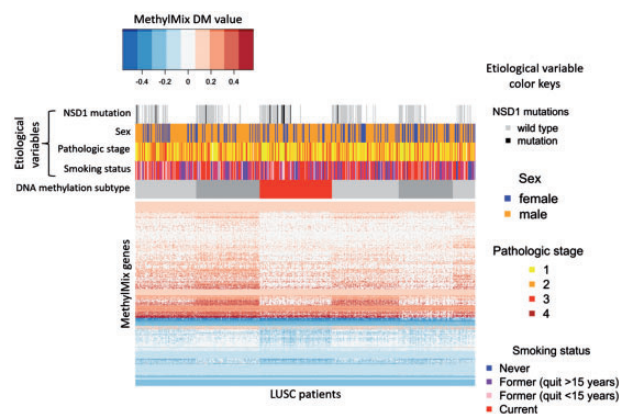 MethylMix DM value
-0.4 -0.2 0 0.2 0.4
Etiological variable
color keys
Etiological
variables
NSD1 mutation
Sex
Pathologic stage
Smoking status
DNA methylation subtype
MethylMix genes
LUSC patients
NSD1 mutations
wild type
mutation
Sex
female
male
Pathologic stage
1
2
3
4
Smoking status
Never
Former (quit >15 years)
Former (quit <15 years)
Current